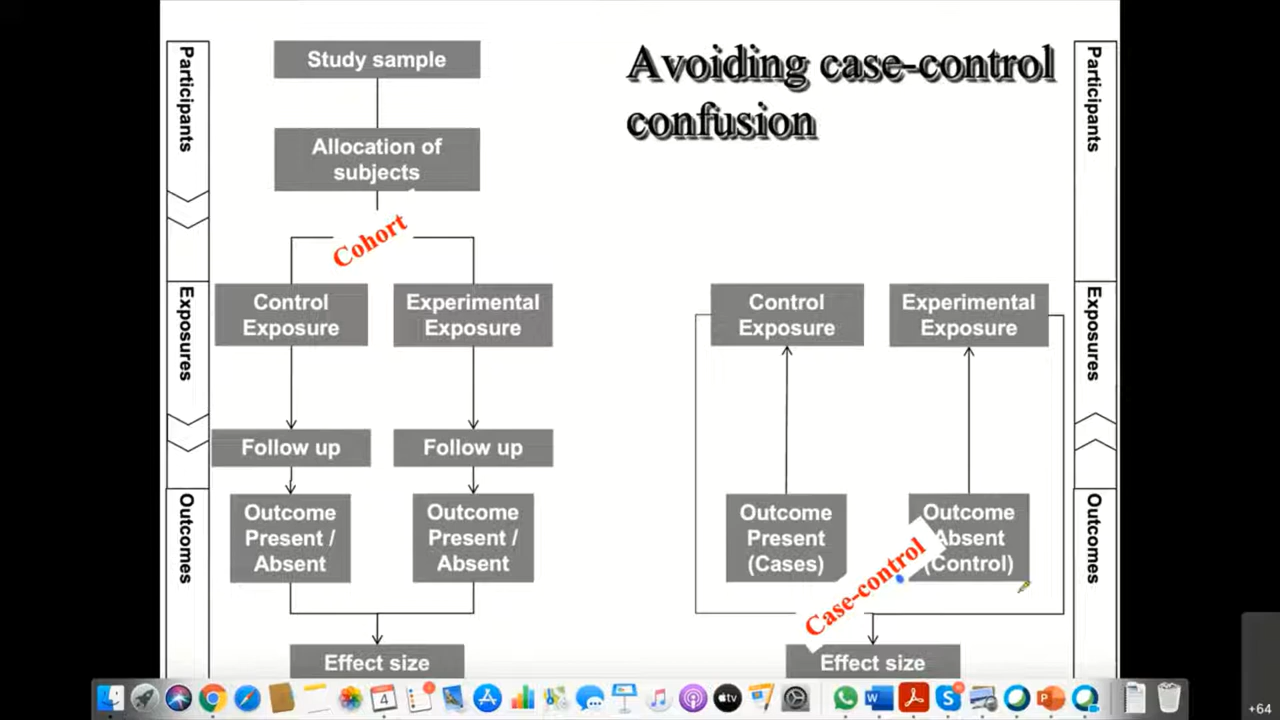 Avoiding case-control
confusion
Participants
Exposures
Outcomes
Study sample
Allocation of
subjects
Cohort
Control
Exposure
Experimental
Exposure
Follow up
Follow up
Outcome
Present /
Absent
Outcome
Present /
Absent
Effect size
Control
Exposure
Experimental
Exposure
Outcome
Present
(Cases)
Outcome
Absent
(Control)
Case-control
Effect size
Participants
Exposures
Outcomes
4
tv
+64